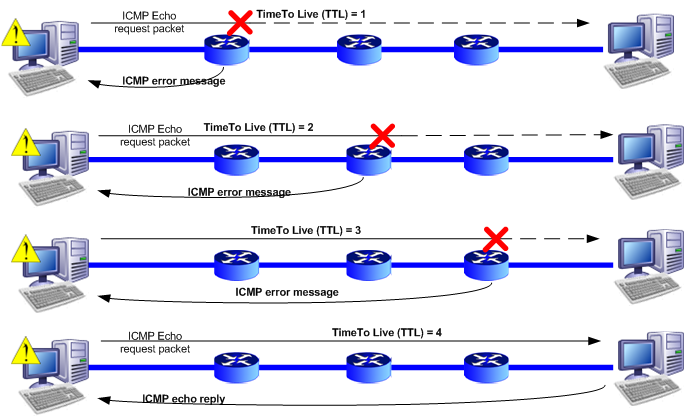 ICMP Echo
request packet
TimeTo Live (TTL) = 1
ICMP error message
ICMP Echo
request packet
TimeTo Live (TTL) = 2
ICMP error message
TimeTo Live (TTL) = 3
ICMP error message
ICMP Echo
request packet
TimeTo Live (TTL) = 4
ICMP echo reply